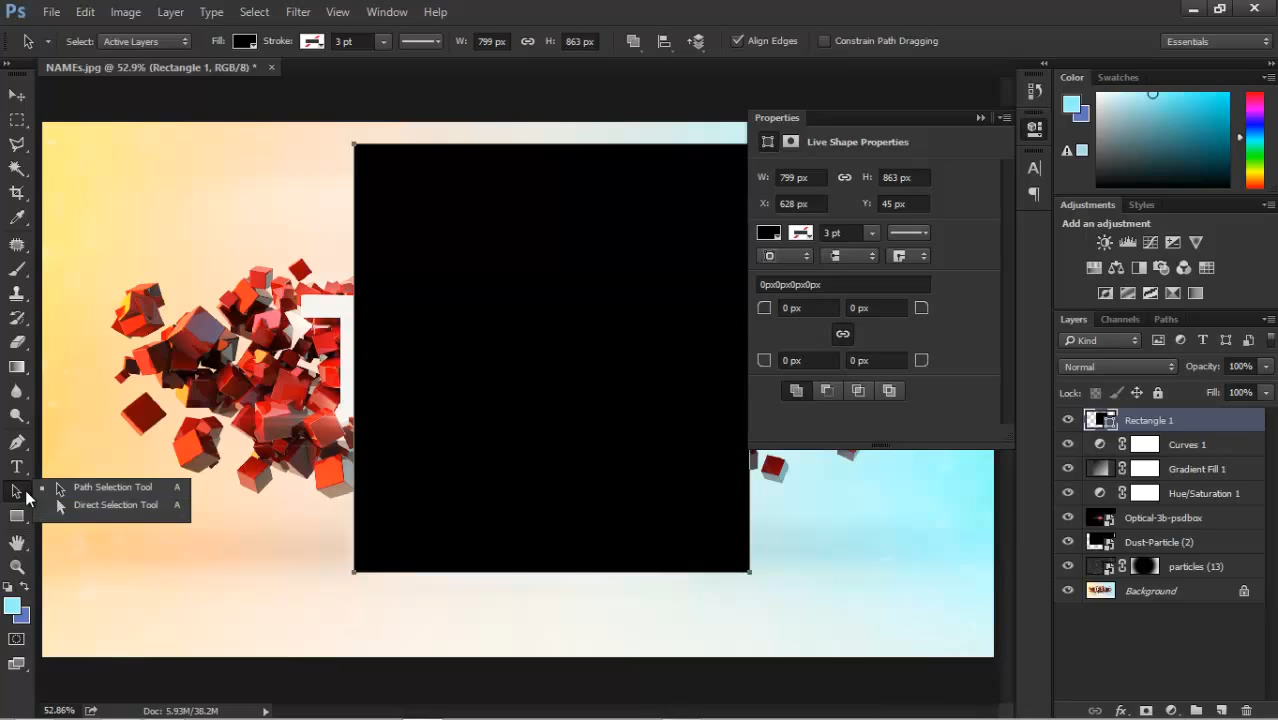 Ps File Edit Image Layer Type Select Filter View Window Help
Select: Active Layers Fill: Stroke: 3 pt W: 799 px H: 863 px Align Edges Constrain Path Dragging Essentials
NAMEs.jpg @ 52.9% (Rectangle 1, RGB/8) * ×
Color Swatches
Properties
Live Shape Properties
W: 799 px H: 863 px
X: 628 px Y: 45 px
3 pt
0px0px0px0px
0 px 0 px
0 px 0 px
Adjustments Styles
Add an adjustment
Layers Channels Paths
Kind
Normal Opacity: 100%
Lock: Fill: 100%
Rectangle 1
Curves 1
Gradient Fill 1
Hue/Saturation 1
Optical-3b-psdbox
Dust-Particle (2)
particles (13)
Background
Path Selection Tool A
Direct Selection Tool A
52.86% Doc: 5.93M/38.2M